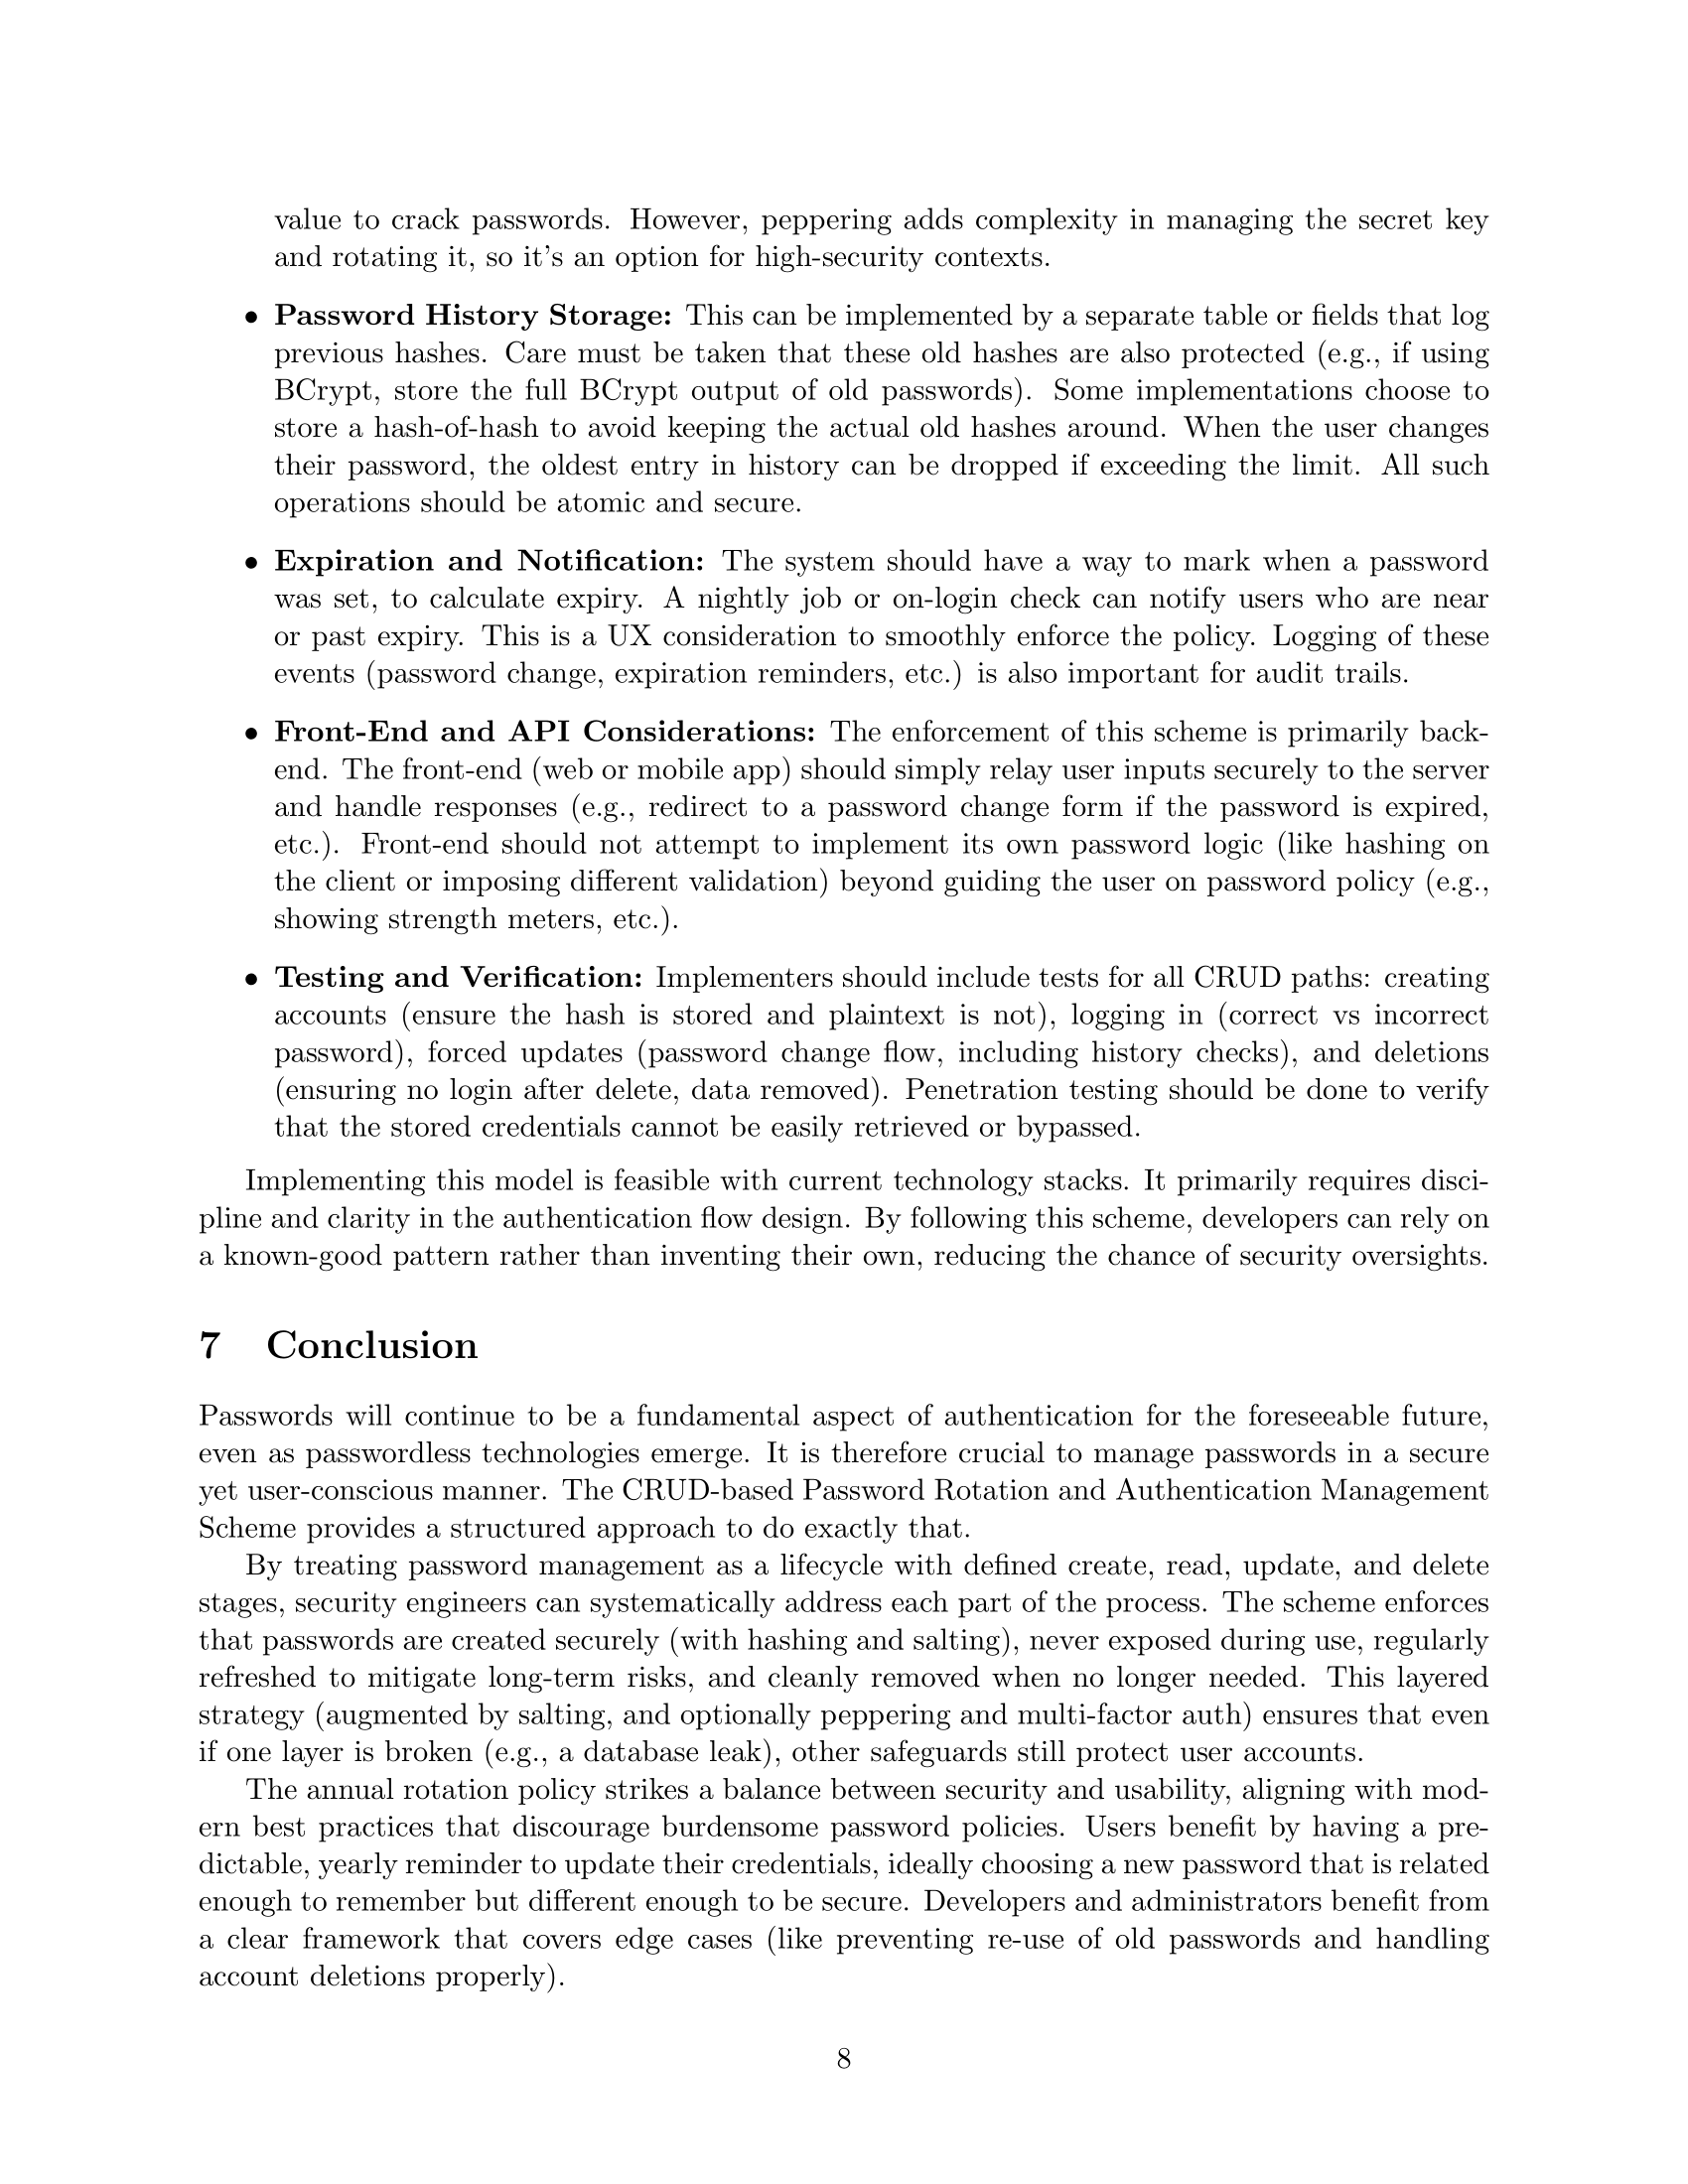 value to crack passwords. However, peppering adds complexity in managing the secret key
and rotating it, so it's an option for high-security contexts.
• Password History Storage: This can be implemented by a separate table or fields that log
previous hashes. Care must be taken that these old hashes are also protected (e.g., if using
BCrypt, store the full BCrypt output of old passwords). Some implementations choose to
store a hash-of-hash to avoid keeping the actual old hashes around. When the user changes
their password, the oldest entry in history can be dropped if exceeding the limit. All such
operations should be atomic and secure.
• Expiration and Notification: The system should have a way to mark when a password
was set, to calculate expiry. A nightly job or on-login check can notify users who are near
or past expiry. This is a UX consideration to smoothly enforce the policy. Logging of these
events (password change, expiration reminders, etc.) is also important for audit trails.
• Front-End and API Considerations: The enforcement of this scheme is primarily back-
end. The front-end (web or mobile app) should simply relay user inputs securely to the server
and handle responses (e.g., redirect to a password change form if the password is expired,
etc.). Front-end should not attempt to implement its own password logic (like hashing on
the client or imposing different validation) beyond guiding the user on password policy (e.g.,
showing strength meters, etc.).
• Testing and Verification: Implementers should include tests for all CRUD paths: creating
accounts (ensure the hash is stored and plaintext is not), logging in (correct vs incorrect
password), forced updates (password change flow, including history checks), and deletions
(ensuring no login after delete, data removed). Penetration testing should be done to verify
that the stored credentials cannot be easily retrieved or bypassed.
Implementing this model is feasible with current technology stacks. It primarily requires disci-
pline and clarity in the authentication flow design. By following this scheme, developers can rely on
a known-good pattern rather than inventing their own, reducing the chance of security oversights.
7 Conclusion
Passwords will continue to be a fundamental aspect of authentication for the foreseeable future,
even as passwordless technologies emerge. It is therefore crucial to manage passwords in a secure
yet user-conscious manner. The CRUD-based Password Rotation and Authentication Management
Scheme provides a structured approach to do exactly that.
By treating password management as a lifecycle with defined create, read, update, and delete
stages, security engineers can systematically address each part of the process. The scheme enforces
that passwords are created securely (with hashing and salting), never exposed during use, regularly
refreshed to mitigate long-term risks, and cleanly removed when no longer needed. This layered
strategy (augmented by salting, and optionally peppering and multi-factor auth) ensures that even
if one layer is broken (e.g., a database leak), other safeguards still protect user accounts.
The annual rotation policy strikes a balance between security and usability, aligning with mod-
ern best practices that discourage burdensome password policies. Users benefit by having a pre-
dictable, yearly reminder to update their credentials, ideally choosing a new password that is related
enough to remember but different enough to be secure. Developers and administrators benefit from
a clear framework that covers edge cases (like preventing re-use of old passwords and handling
account deletions properly).
8